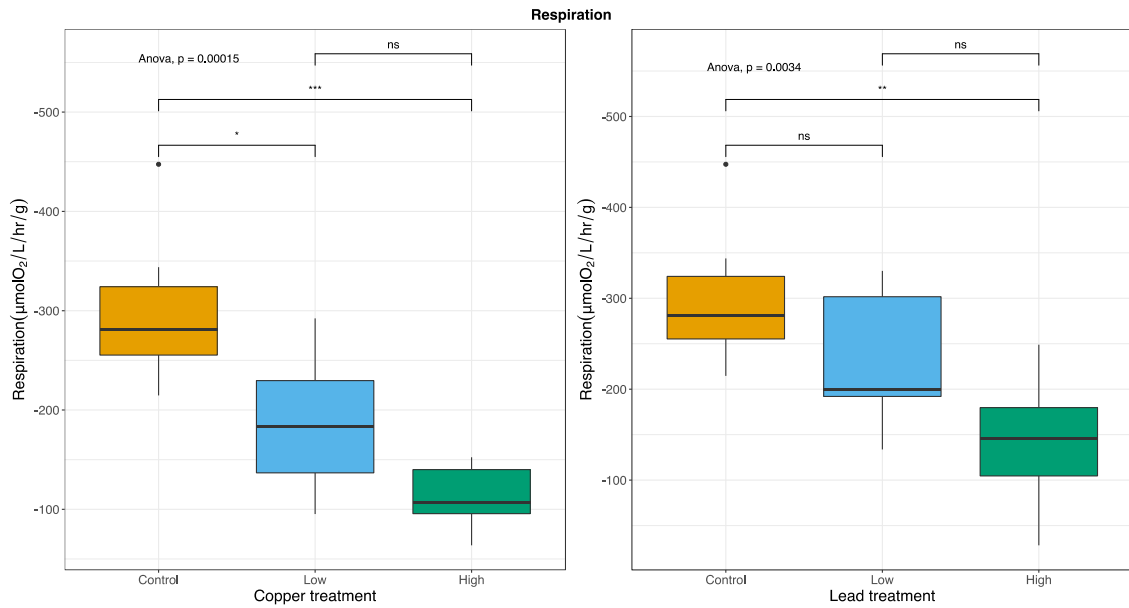 Respiration
Anova, p = 0.00015
ns
***
*
-500
-400
-300
-200
-100
Respiration(μmolO₂/L/hr/g)
Control
Low
High
Copper treatment
Anova, p = 0.0034
ns
**
ns
-500
-400
-300
-200
-100
Respiration(μmolO₂/L/hr/g)
Control
Low
High
Lead treatment